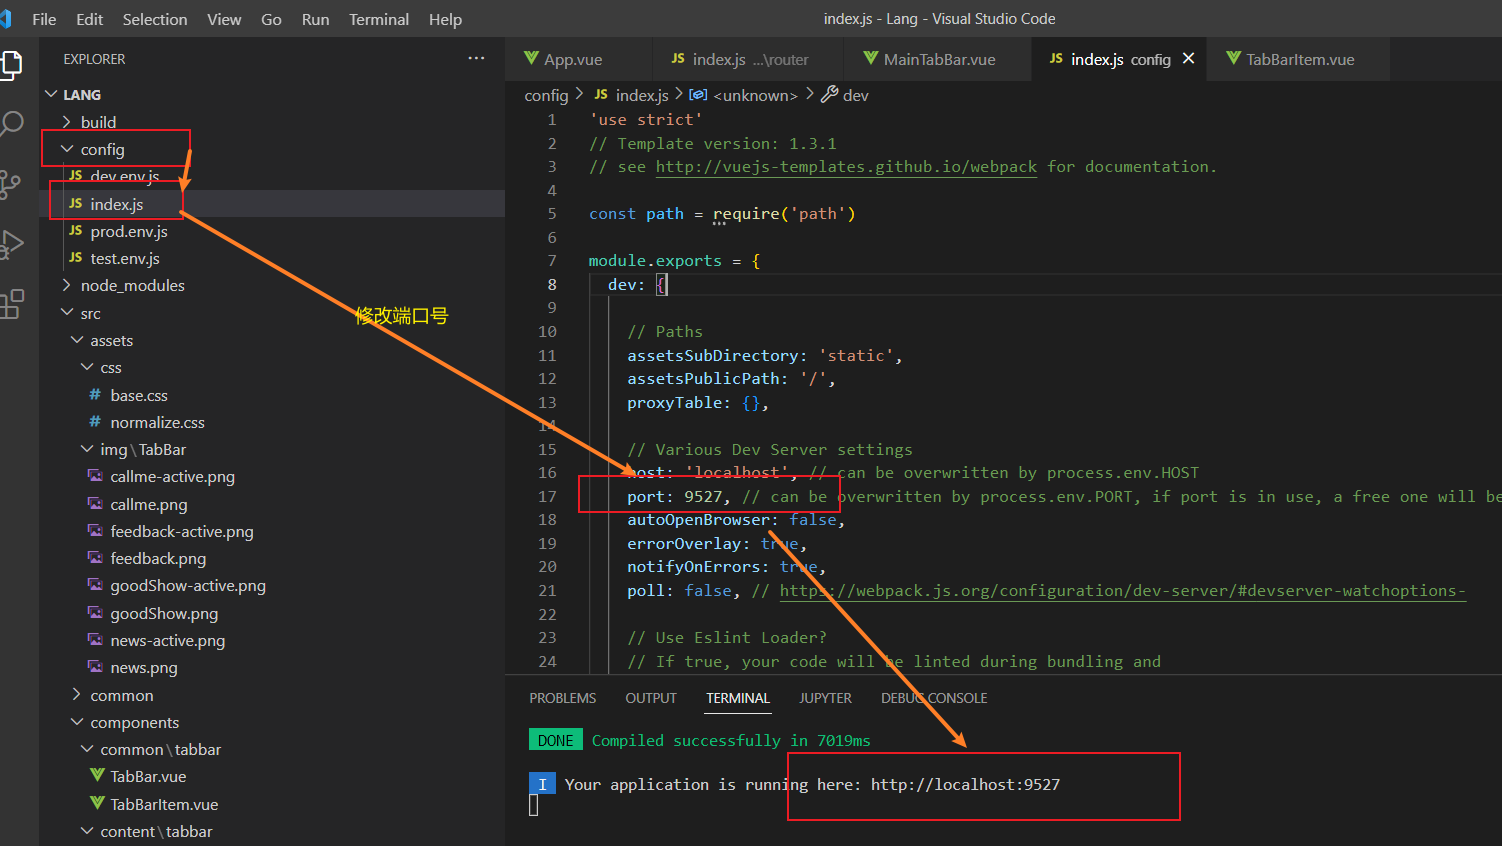 File Edit Selection View Go Run Terminal Help
index.js - Lang - Visual Studio Code
EXPLORER
LANG
build
config
dev.env.js
index.js
prod.env.js
test.env.js
node_modules
src
assets
css
base.css
normalize.css
img\TabBar
callme-active.png
callme.png
feedback-active.png
feedback.png
goodShow-active.png
goodShow.png
news-active.png
news.png
common
components
common\tabbar
TabBar.vue
TabBarItem.vue
content\tabbar
修改端口号
App.vue
index.js ...\router
MainTabBar.vue
index.js config
TabBarItem.vue
config > JS index.js > <unknown> > dev
1 'use strict'
2 // Template version: 1.3.1
3 // see http://vuejs-templates.github.io/webpack for documentation.
4
5 const path = require('path')
6
7 module.exports = {
8 dev: {
9
10 // Paths
11 assetsSubDirectory: 'static',
12 assetsPublicPath: '/',
13 proxyTable: {},
14
15 // Various Dev Server settings
16 host: 'localhost', // can be overwritten by process.env.HOST
17 port: 9527, // can be overwritten by process.env.PORT, if port is in use, a free one will be
18 autoOpenBrowser: false,
19 errorOverlay: true,
20 notifyOnErrors: true,
21 poll: false, // https://webpack.js.org/configuration/dev-server/#devserver-watchoptions-
22
23 // Use Eslint Loader?
24 // If true, your code will be linted during bundling and
PROBLEMS OUTPUT TERMINAL JUPYTER DEBUG CONSOLE
DONE Compiled successfully in 7019ms
I Your application is running here: http://localhost:9527